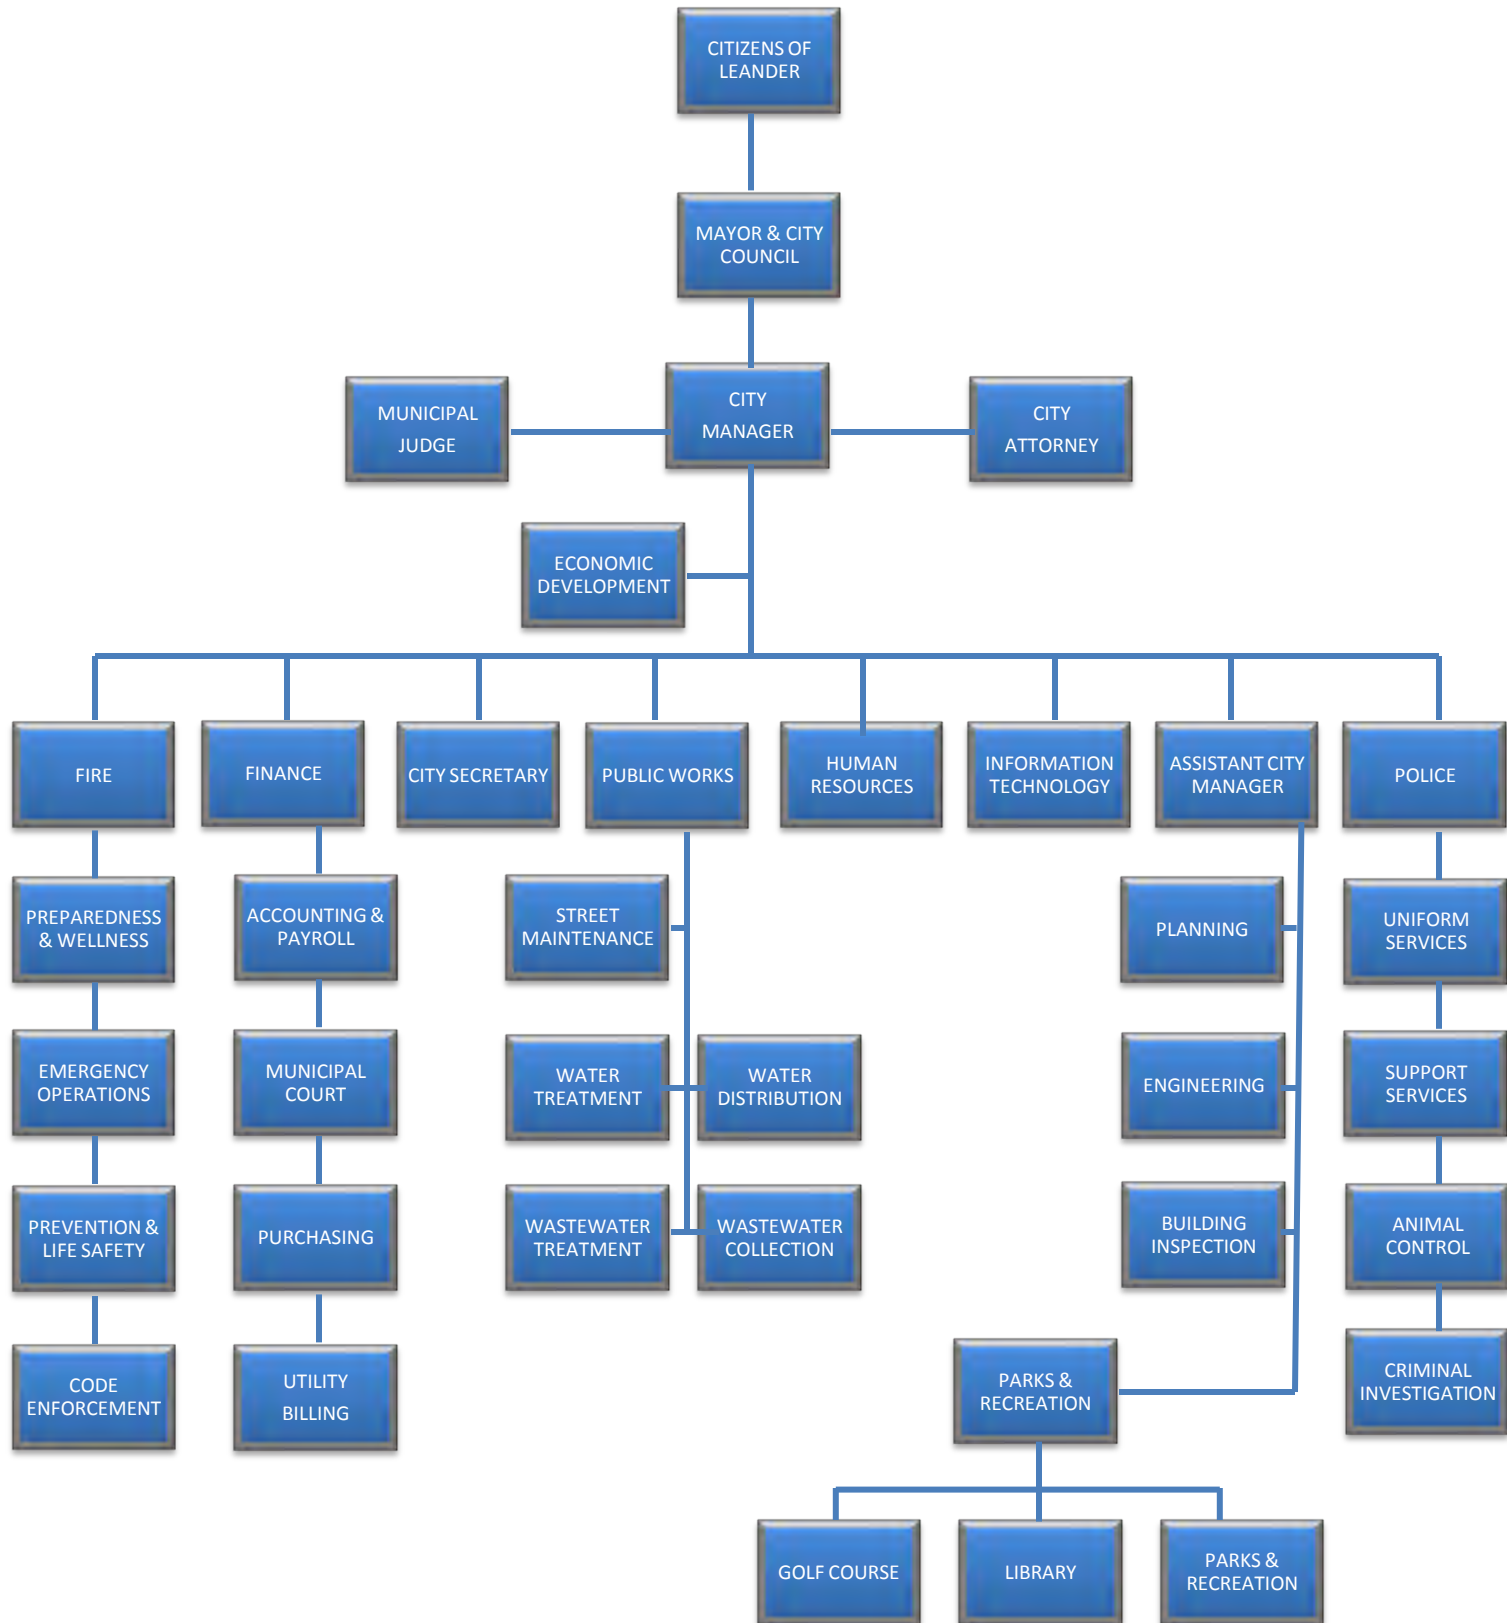 CITIZENS OF
LEANDER
MAYOR & CITY
COUNCIL
MUNICIPAL
JUDGE
CITY
MANAGER
CITY
ATTORNEY
ECONOMIC
DEVELOPMENT
FIRE
FINANCE
CITY SECRETARY
PUBLIC WORKS
HUMAN
RESOURCES
INFORMATION
TECHNOLOGY
ASSISTANT CITY
MANAGER
POLICE
PREPAREDNESS
& WELLNESS
ACCOUNTING &
PAYROLL
STREET
MAINTENANCE
PLANNING
UNIFORM
SERVICES
EMERGENCY
OPERATIONS
MUNICIPAL
COURT
WATER
TREATMENT
WATER
DISTRIBUTION
ENGINEERING
SUPPORT
SERVICES
PREVENTION &
LIFE SAFETY
PURCHASING
WASTEWATER
TREATMENT
WASTEWATER
COLLECTION
BUILDING
INSPECTION
ANIMAL
CONTROL
CODE
ENFORCEMENT
UTILITY
BILLING
PARKS &
RECREATION
CRIMINAL
INVESTIGATION
GOLF COURSE
LIBRARY
PARKS &
RECREATION